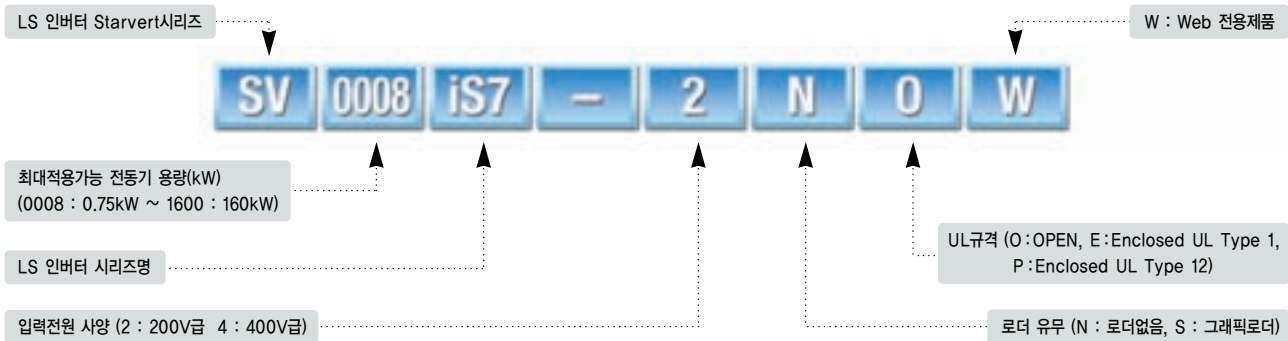 LS 인버터 Starvert시리즈
W : Web 전용제품
SV 0008 iS7 - 2 N O W
최대적용가능 전동기 용량(kW)
(0008 : 0.75kW ~ 1600 : 160kW)
UL규격 (O:OPEN, E:Enclosed UL Type 1,
P:Enclosed UL Type 12)
LS 인버터 시리즈명
입력전원 사양 (2 : 200V급 4 : 400V급)
로더 유무 (N : 로더없음, S : 그래픽로더)